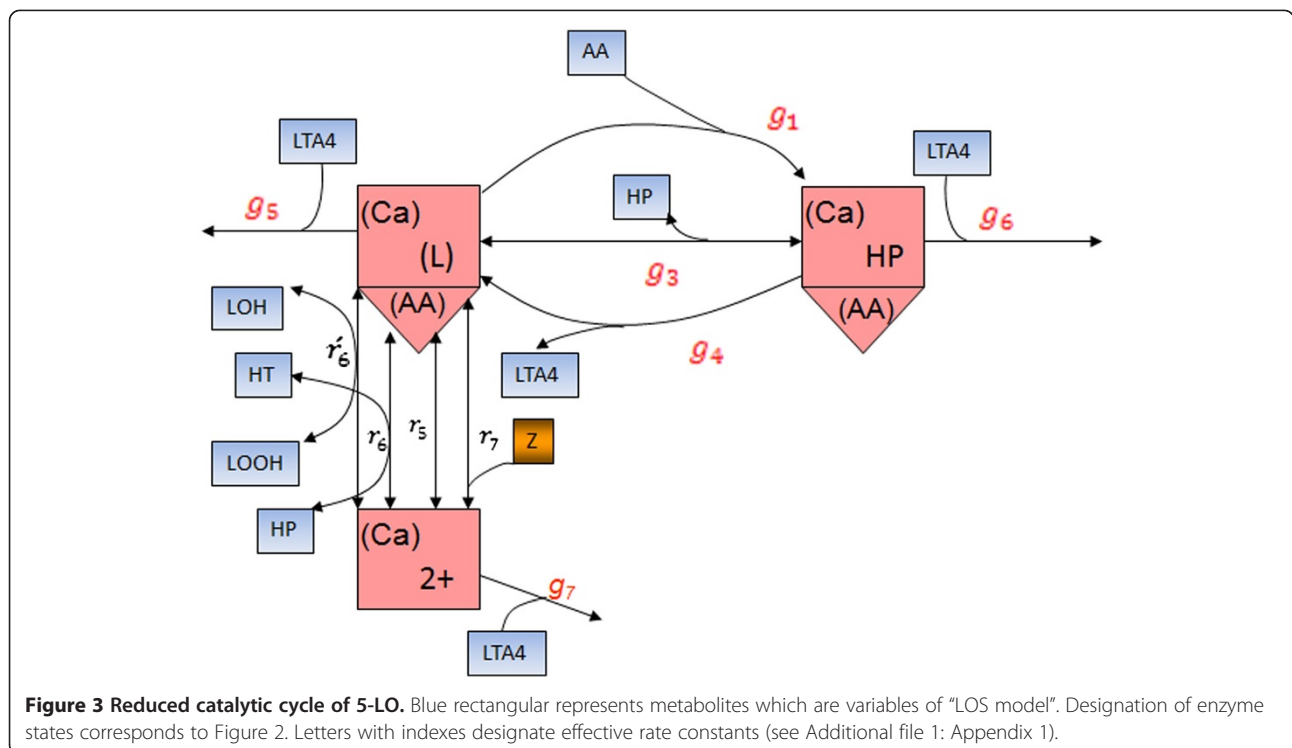 AA
g1
LTA4
LTA4
g5
(Ca)
(L)
(AA)
HP
g3
(Ca)
HP
(AA)
g6
g4
LTA4
LOH
r′6
HT
LOOH
HP
r6
r5
r7
Z
(Ca)
2+
g7
LTA4
Figure 3 Reduced catalytic cycle of 5-LO. Blue rectangular represents metabolites which are variables of “LOS model”. Designation of enzyme
states corresponds to Figure 2. Letters with indexes designate effective rate constants (see Additional file 1: Appendix 1).